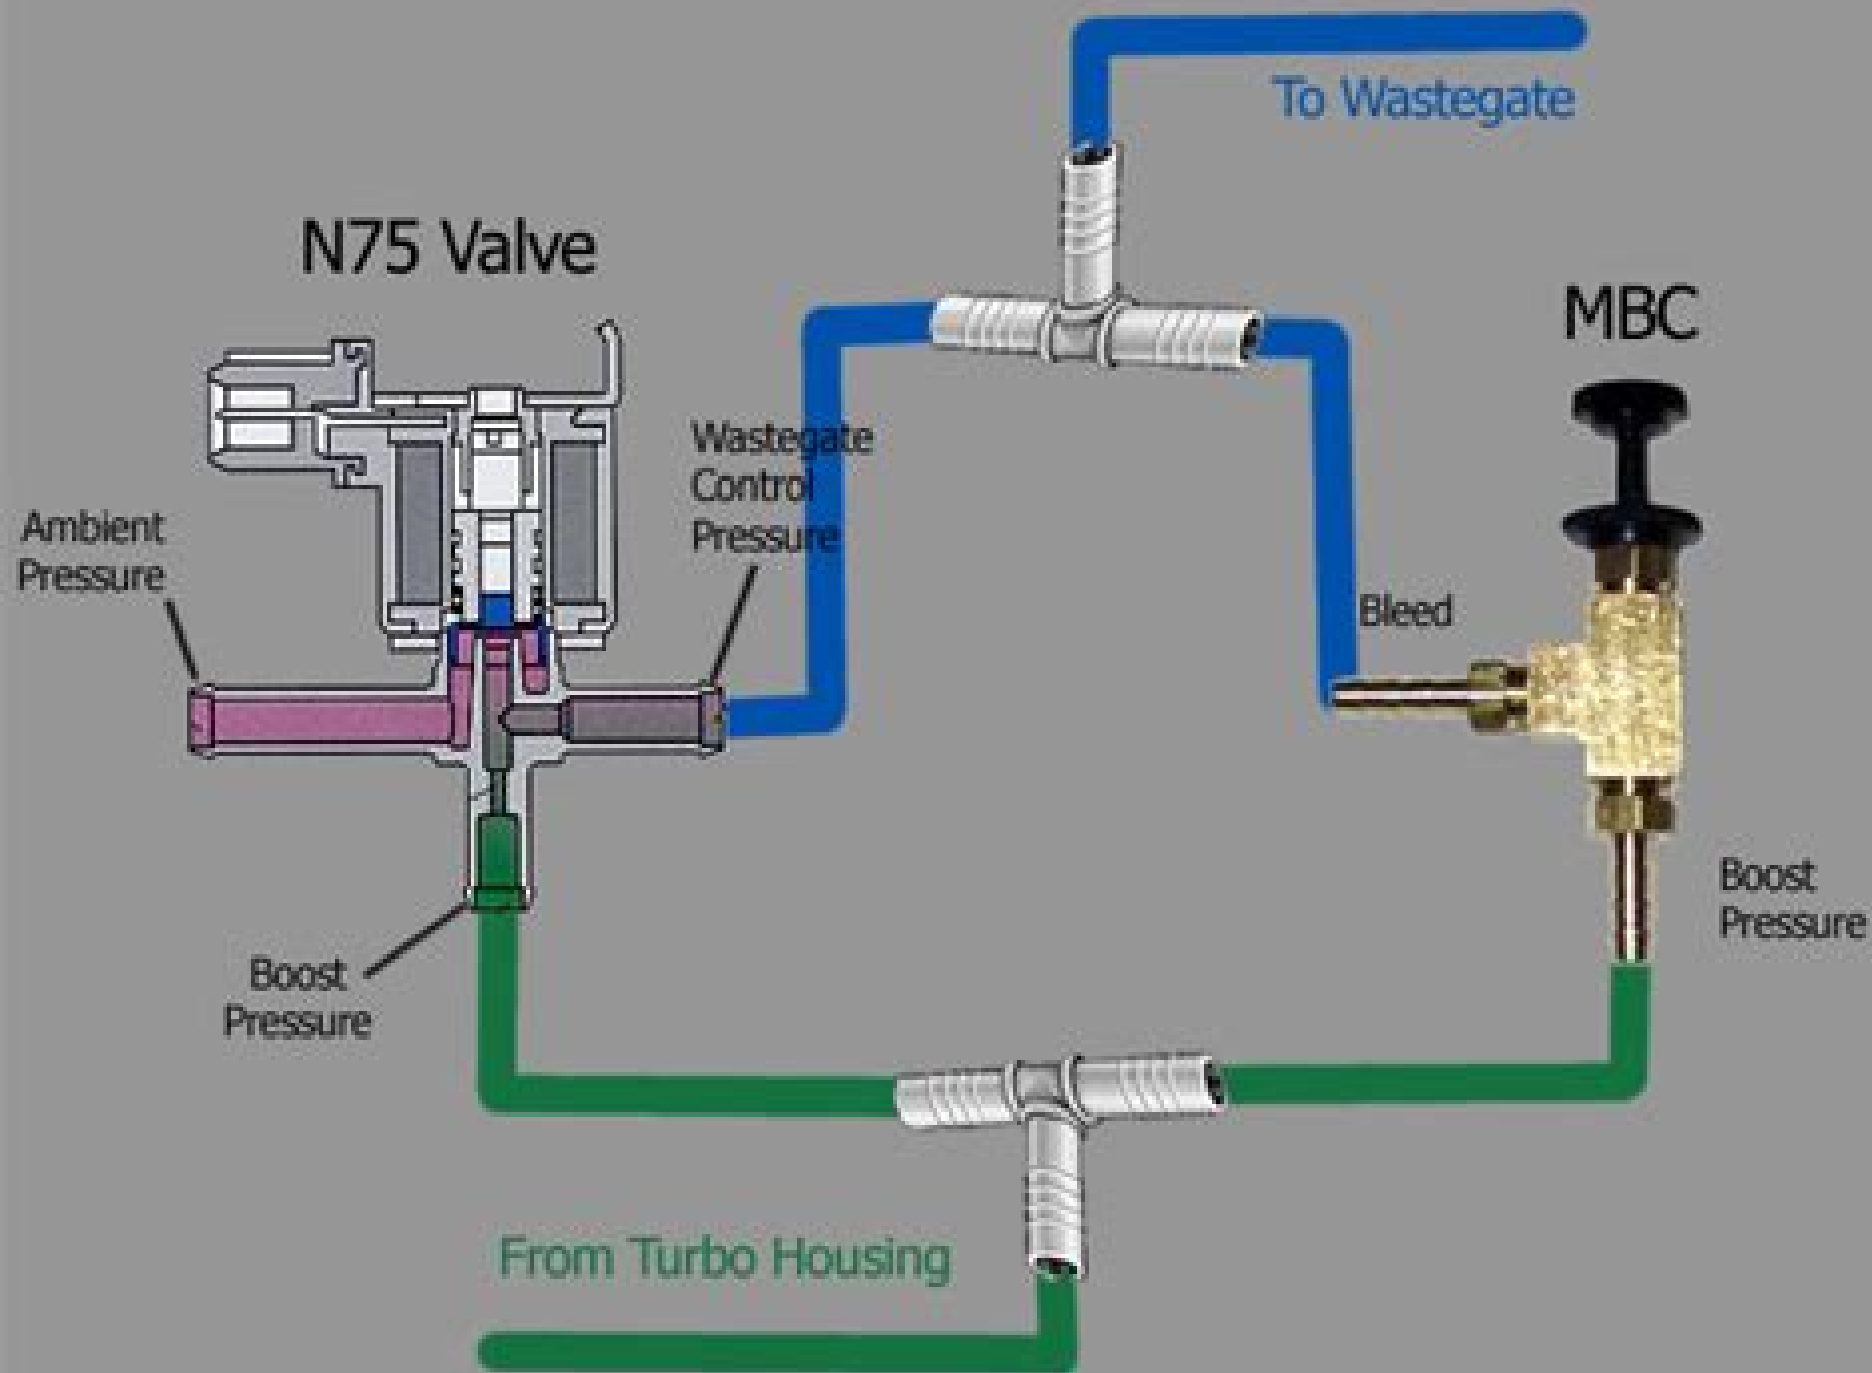 To Wastegate
N75 Valve
MBC
Wastegate
Control
Pressure
Ambient
Pressure
Bleed
Boost
Pressure
Boost
Pressure
From Turbo Housing